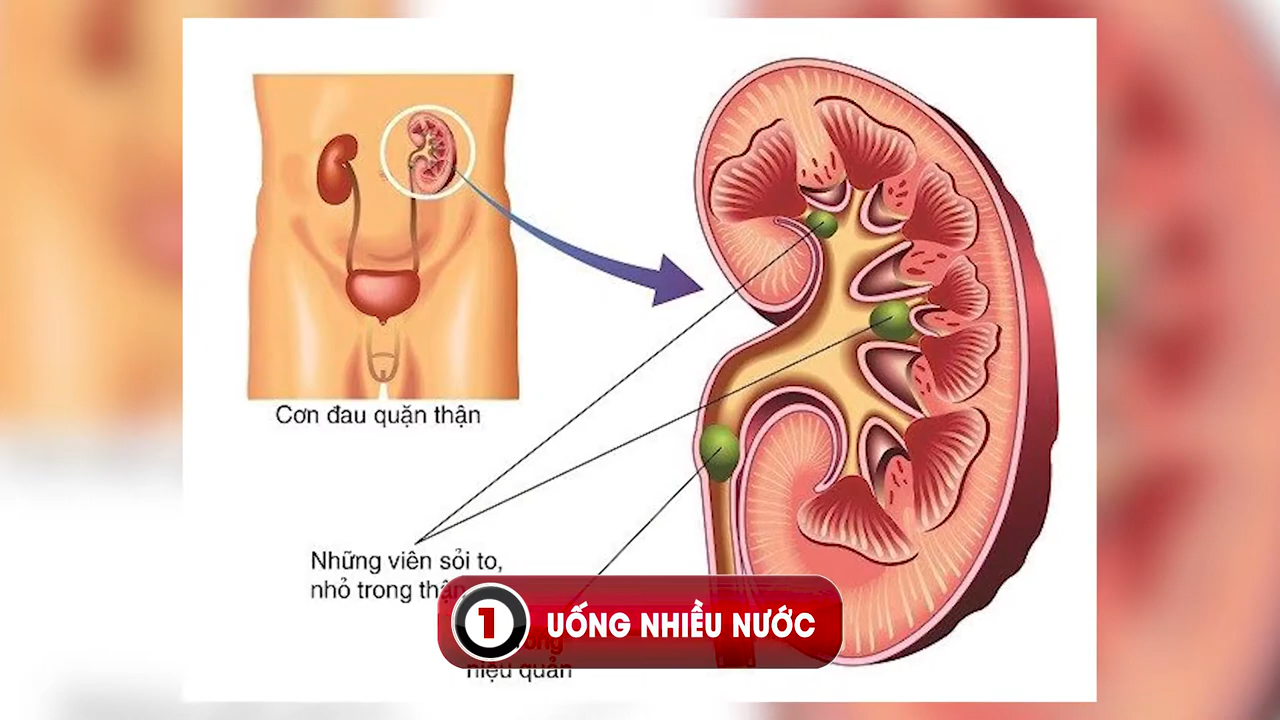 Cơn đau quặn thận
Những viên sỏi to,
nhỏ trong thận
1 UỐNG NHIỀU NƯỚC
niệu quản